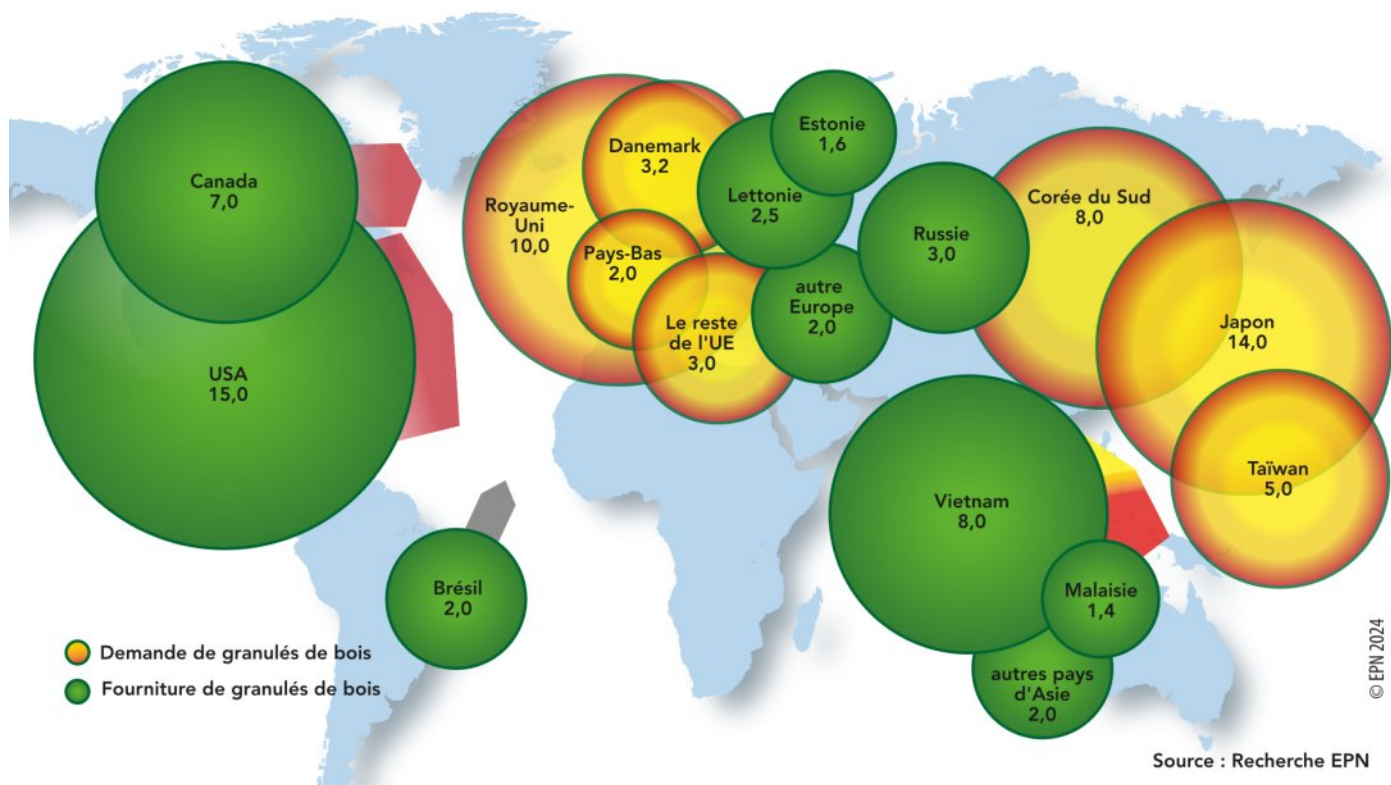 Canada
7,0
USA
15,0
Brésil
2,0
Royaume-
Uni
10,0
Danemark
3,2
Pays-Bas
2,0
Le reste
de l'UE
3,0
Lettonie
2,5
Estonie
1,6
autre
Europe
2,0
Russie
3,0
Corée du Sud
8,0
Japon
14,0
Taïwan
5,0
Vietnam
8,0
Malaisie
1,4
autres pays
d'Asie
2,0
Demande de granulés de bois
Fourniture de granulés de bois
© EPN 2024
Source : Recherche EPN